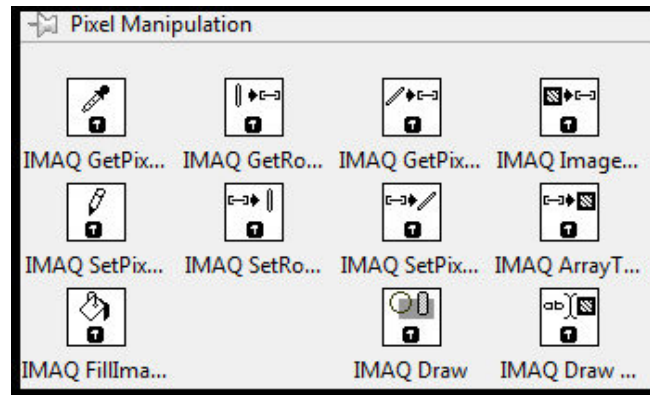 Pixel Manipulation
IMAQ GetPix... IMAQ GetRo... IMAQ GetPix... IMAQ Image...
IMAQ SetPix... IMAQ SetRo... IMAQ SetPix... IMAQ ArrayT...
ab
IMAQ FillIma... IMAQ Draw IMAQ Draw ...